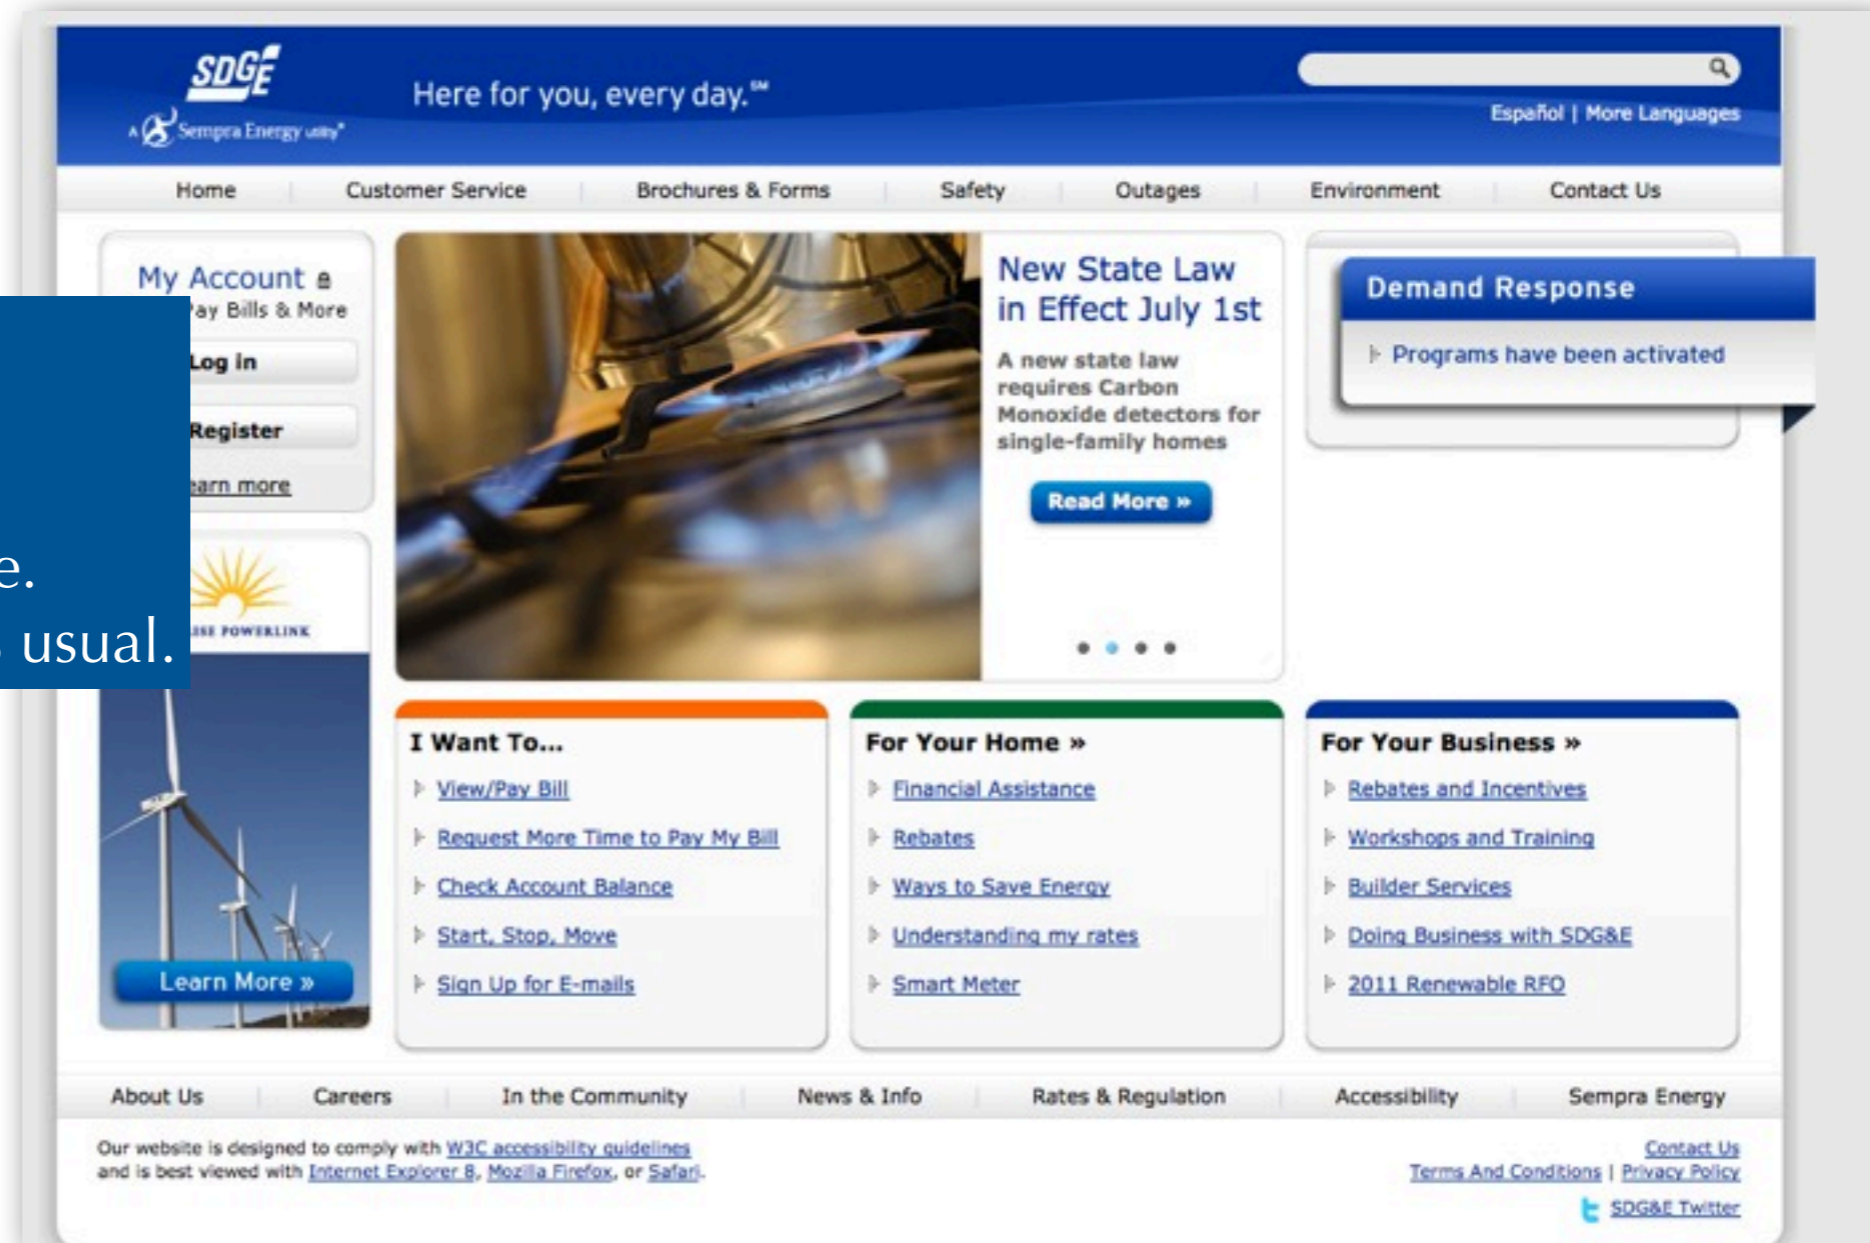 SDGE
A Sempra Energy utility®
Here for you, every day.℠
Español | More Languages
Home
Customer Service
Brochures & Forms
Safety
Outages
Environment
Contact Us
My Account
Pay Bills & More
Log in
Register
usual.
POWERLINK
Learn More »
New State Law
in Effect July 1st
A new state law
requires Carbon
Monoxide detectors for
single-family homes
Read More »
Demand Response
Programs have been activated
I Want To...
View/Pay Bill
Request More Time to Pay My Bill
Check Account Balance
Start, Stop, Move
Sign Up for E-mails
For Your Home »
Financial Assistance
Rebates
Ways to Save Energy
Understanding my rates
Smart Meter
For Your Business »
Rebates and Incentives
Workshops and Training
Builder Services
Doing Business with SDG&E
2011 Renewable RFO
About Us
Careers
In the Community
News & Info
Rates & Regulation
Accessibility
Sempra Energy
Our website is designed to comply with W3C accessibility guidelines
and is best viewed with Internet Explorer 8, Mozilla Firefox, or Safari.
Contact Us
Terms And Conditions | Privacy Policy
SDG&E Twitter